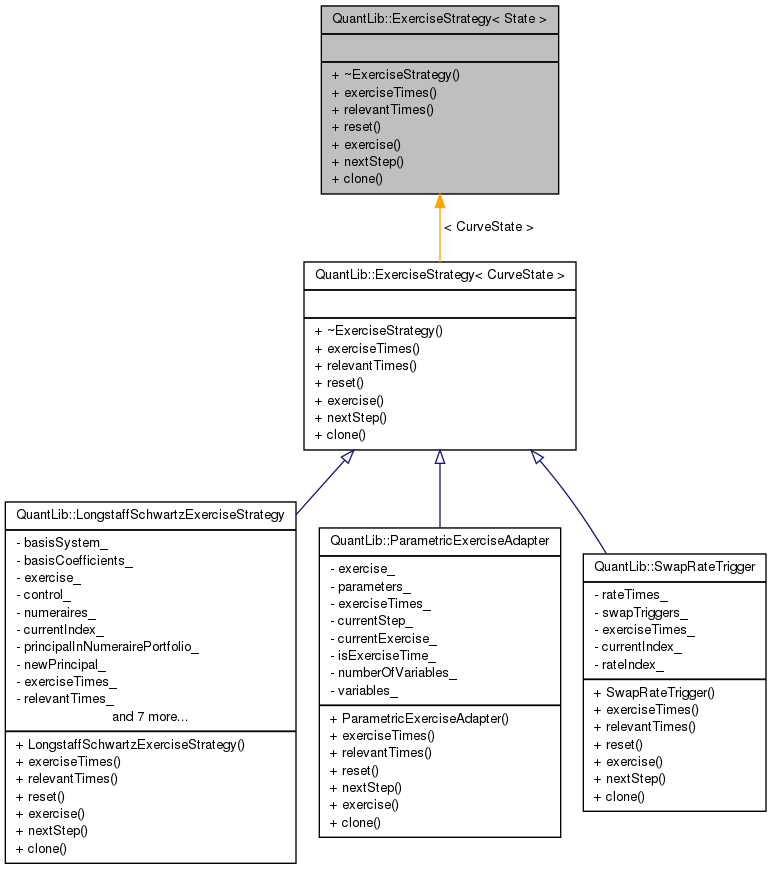 QuantLib::ExerciseStrategy< State >
+ ~ExerciseStrategy()
+ exerciseTimes()
+ relevantTimes()
+ reset()
+ exercise()
+ nextStep()
+ clone()
< CurveState >
QuantLib::ExerciseStrategy< CurveState >
+ ~ExerciseStrategy()
+ exerciseTimes()
+ relevantTimes()
+ reset()
+ exercise()
+ nextStep()
+ clone()
QuantLib::LongstaffSchwartzExerciseStrategy
- basisSystem_
- basisCoefficients_
- exercise_
- control_
- numeraires_
- currentIndex_
- principalInNumerairePortfolio_
- newPrincipal_
- exerciseTimes_
- relevantTimes_
and 7 more...
+ LongstaffSchwartzExerciseStrategy()
+ exerciseTimes()
+ relevantTimes()
+ reset()
+ exercise()
+ nextStep()
+ clone()
QuantLib::ParametricExerciseAdapter
- exercise_
- parameters_
- exerciseTimes_
- currentStep_
- currentExercise_
- isExerciseTime_
- numberOfVariables_
- variables_
+ ParametricExerciseAdapter()
+ exerciseTimes()
+ relevantTimes()
+ reset()
+ nextStep()
+ exercise()
+ clone()
QuantLib::SwapRateTrigger
- rateTimes_
- swapTriggers_
- exerciseTimes_
- currentIndex_
- rateIndex_
+ SwapRateTrigger()
+ exerciseTimes()
+ relevantTimes()
+ reset()
+ exercise()
+ nextStep()
+ clone()